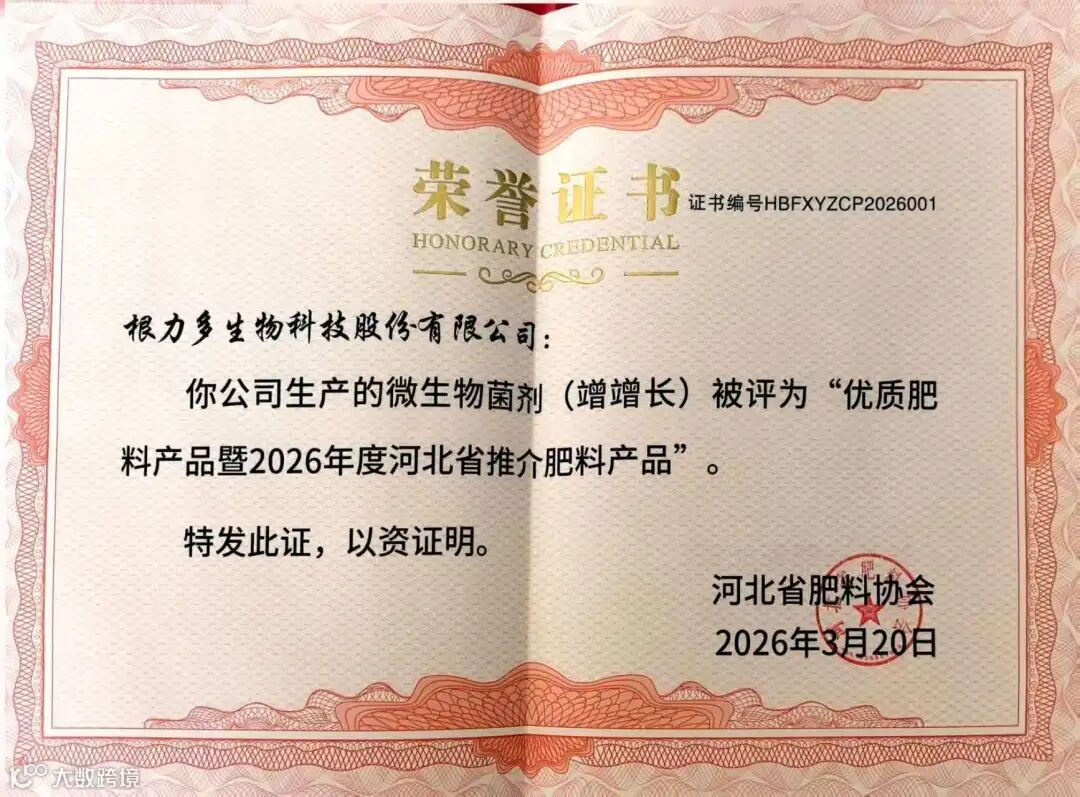 荣誉证书
证书编号HBFXYZCP2026001
HONORARY CREDENTIAL
根力多生物科技股份有限公司：
你公司生产的微生物菌剂（竲增长）被评为“优质肥
料产品暨2026年度河北省推介肥料产品”。
特发此证，以资证明。
河北省肥料协会
2026年3月20日
大数跨境